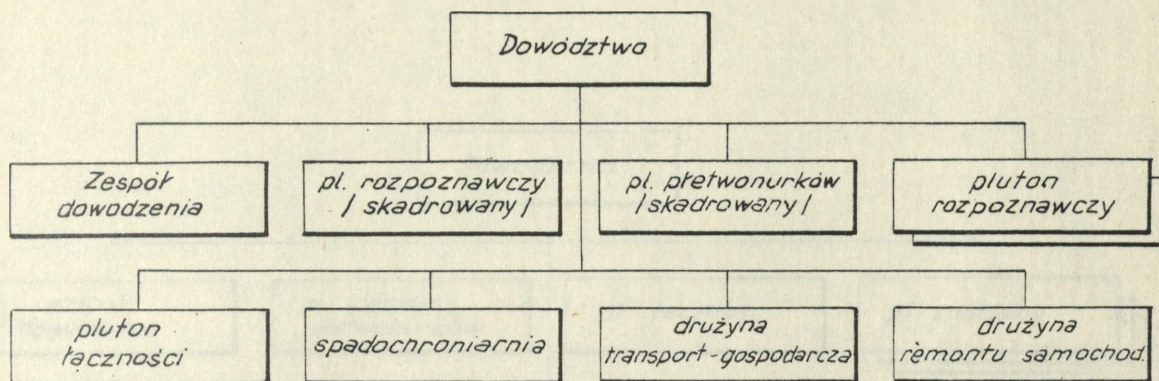 Dowództwo
Zespół
dowodzenia
pl. rozpoznawczy
/ skadrowany /
pl. płetwonurków
/ skadrowany /
pluton
rozpoznawczy
pluton
łączności
spadochroniarnia
drużyna
transport-gospodarcza
drużyna
remontu samochod.